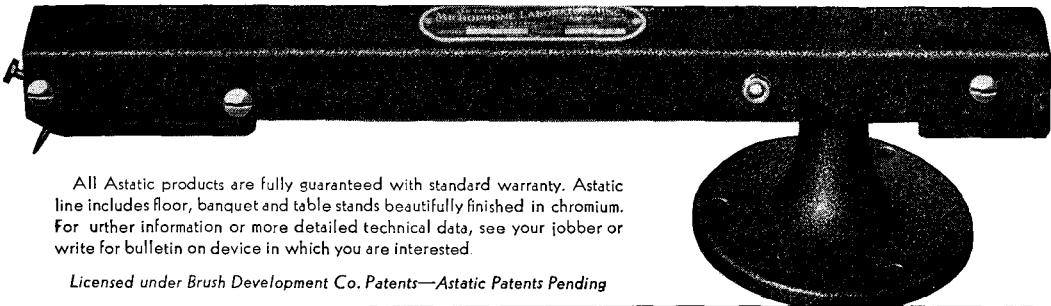 MICROPHONE LABORATORY
All Astatic products are fully guaranteed with standard warranty. Astatic
line includes floor, banquet and table stands beautifully finished in chromium.
For urther information or more detailed technical data, see your jobber or
write for bulletin on device in which you are interested.
Licensed under Brush Development Co. Patents—Astatic Patents Pending